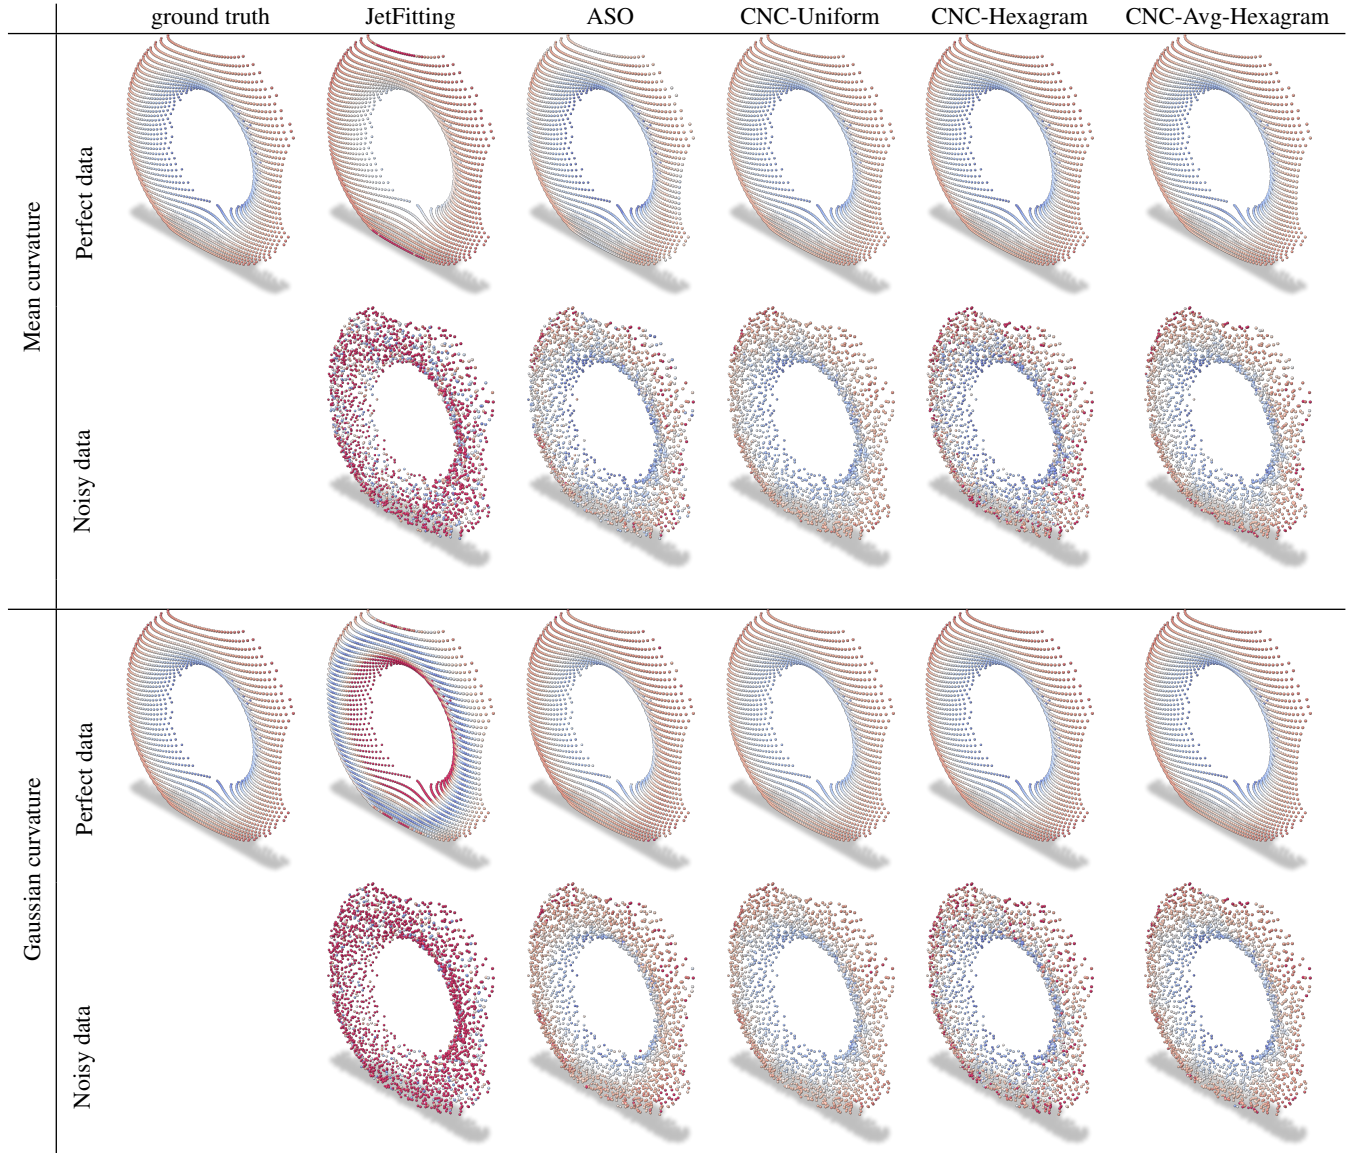 ground truth JetFitting ASO CNC-Uniform CNC-Hexagram CNC-Avg-Hexagram
Mean curvature
Perfect data
Noisy data
Gaussian curvature
Perfect data
Noisy data